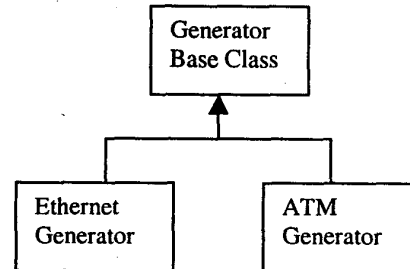 Generator
Base Class
Ethernet
Generator
ATM
Generator